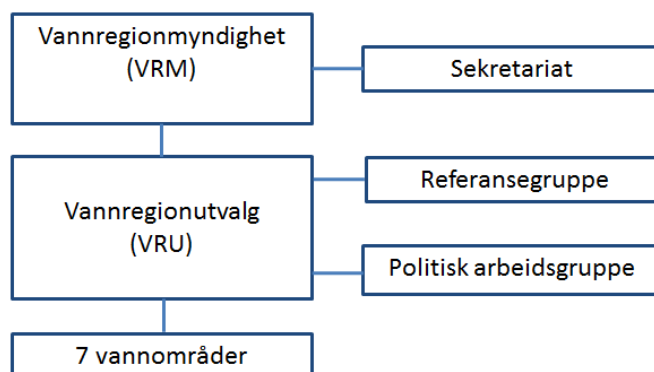 Vannregionmyndighet
(VRM)
Sekretariat
Vannregionutvalg
(VRU)
Referansegruppe
Politisk arbeidsgruppe
7 vannområder